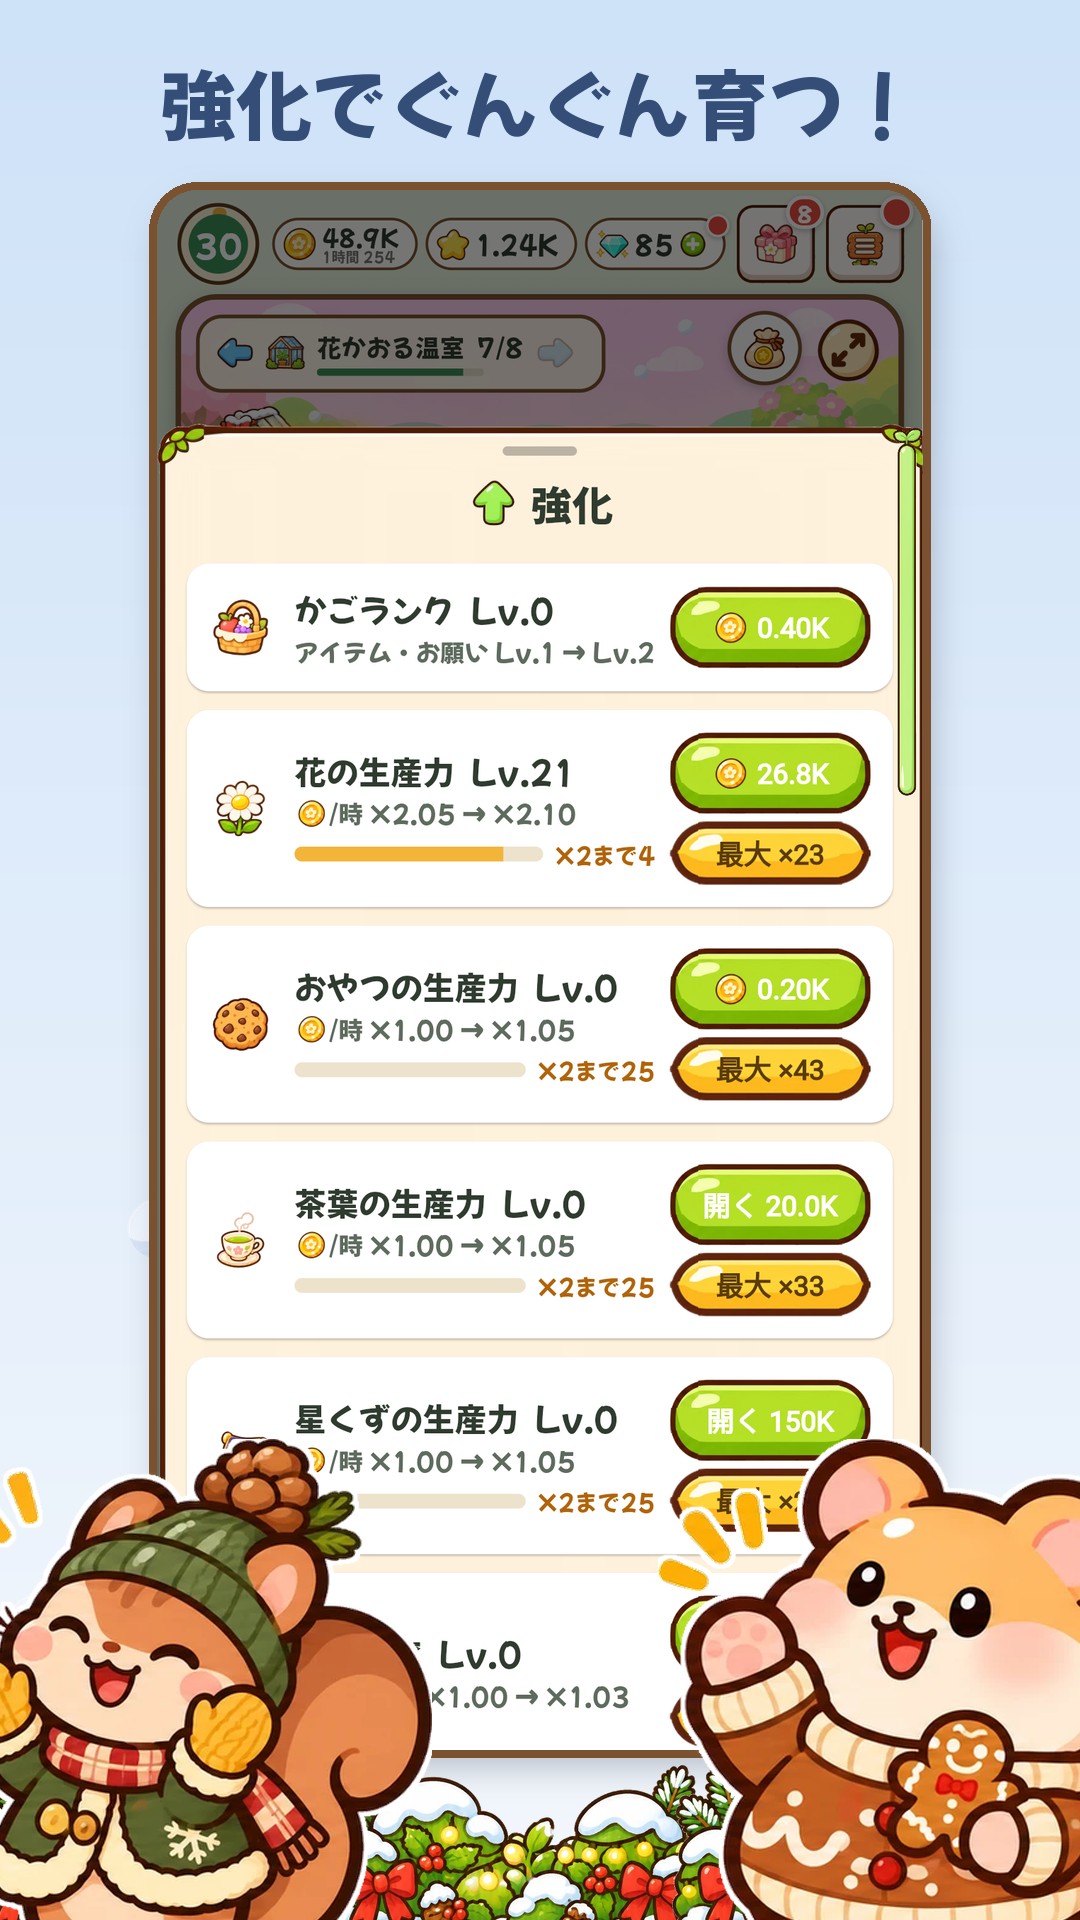 強化でぐんぐん育つ！
30
48.9K
1時間 254
1.24K
85
8
花かおる温室 7/8
強化
かごランク Lv.0
アイテム・お願い Lv.1 → Lv.2
0.40K
花の生産力 Lv.21
/時 ×2.05 → ×2.10
×2まで4
26.8K
最大 ×23
おやつの生産力 Lv.0
/時 ×1.00 → ×1.05
×2まで25
0.20K
最大 ×43
茶葉の生産力 Lv.0
/時 ×1.00 → ×1.05
×2まで25
開く 20.0K
最大 ×33
星くずの生産力 Lv.0
/時 ×1.00 → ×1.05
×2まで25
開く 150K
最大
Lv.0
×1.00 → ×1.03